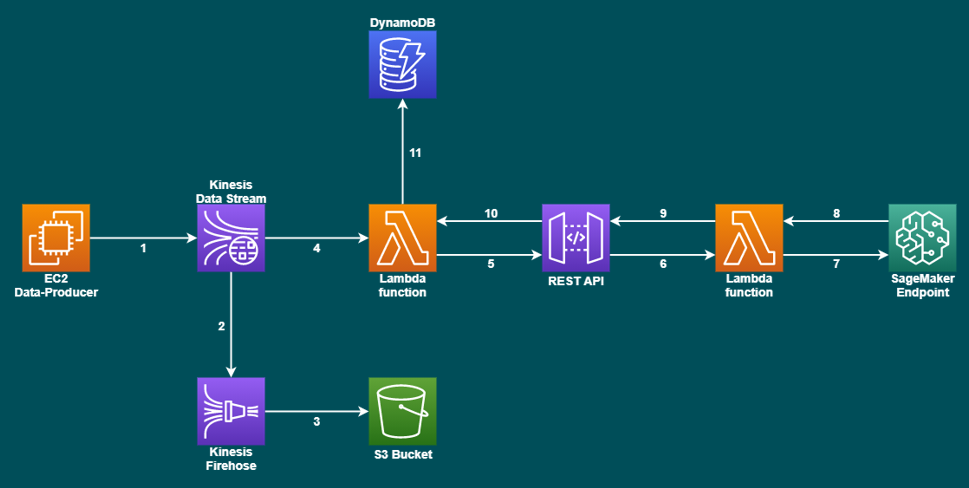 DynamoDB
11
Kinesis
Data Stream
1
4
10
5
9
6
8
7
EC2
Data-Producer
Lambda
function
REST API
Lambda
function
SageMaker
Endpoint
2
3
Kinesis
Firehose
S3 Bucket